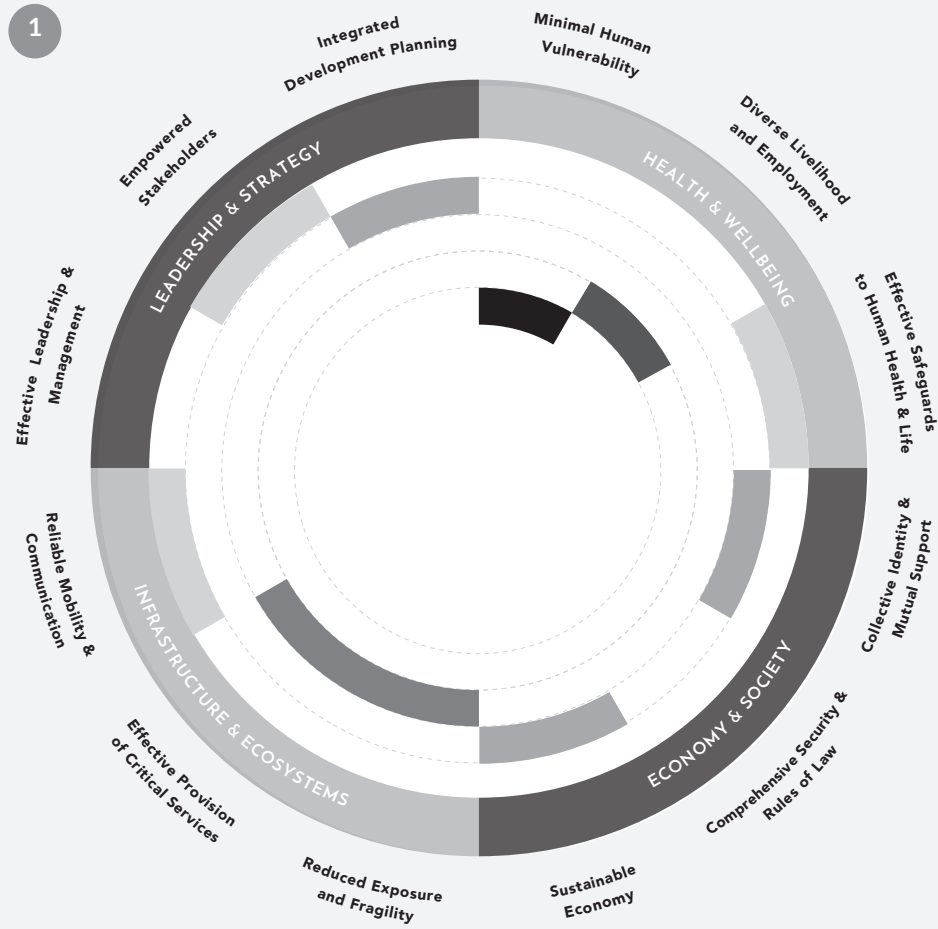 1
Integrated
Development Planning
Minimal Human
Vulnerability
Diverse Livelihood
and Employment
Effective Safeguards
to Human Health & Life
Collective Identity &
Mutual Support
Comprehensive Security &
Rules of Law
Sustainable
Economy
Reduced Exposure
and Fragility
Effective Provision
of Critical Services
Reliable Mobility &
Communication
Effective Leadership &
Management
Empowered
Stakeholders
LEADERSHIP & STRATEGY
HEALTH & WELLBEING
ECONOMY & SOCIETY
INFRASTRUCTURE & ECOSYSTEMS